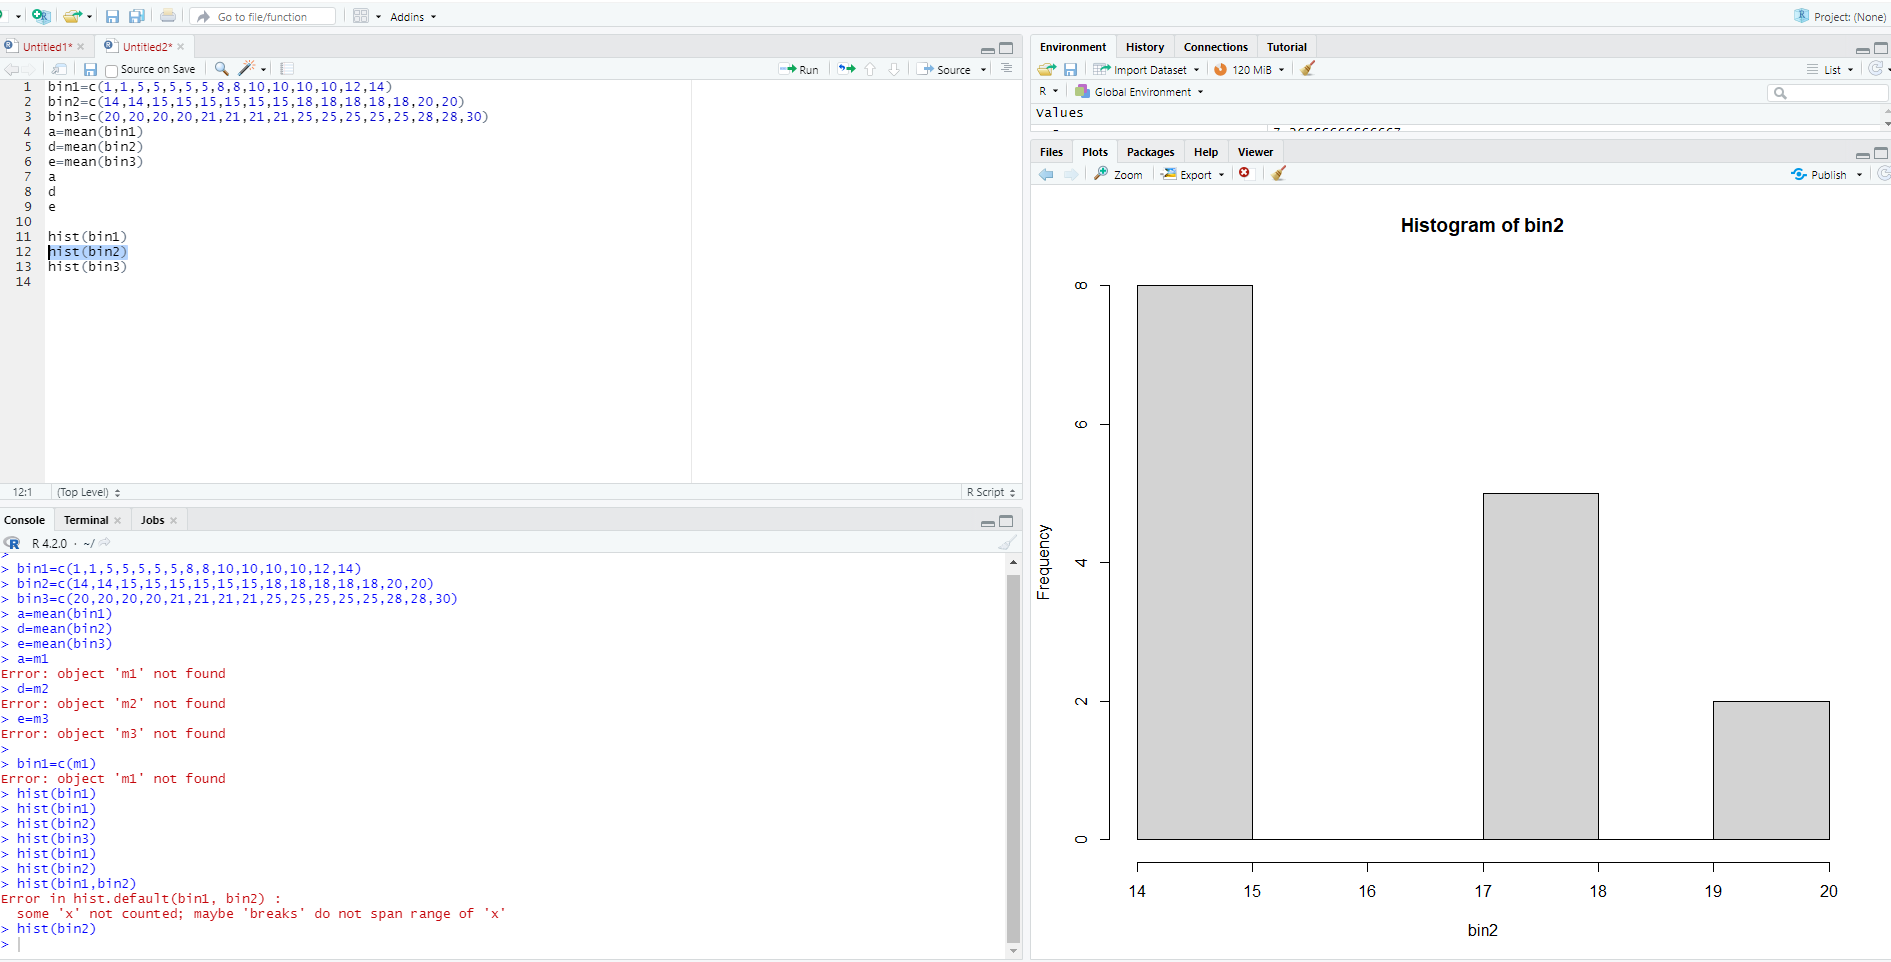 Go to file/function
Addins
Project: (None)
Untitled1*
Untitled2*
Source on Save
Run
Source
1 bin1=c(1,1,5,5,5,5,5,8,8,10,10,10,10,12,14)
2 bin2=c(14,14,15,15,15,15,15,15,18,18,18,18,18,20,20)
3 bin3=c(20,20,20,20,21,21,21,21,25,25,25,25,25,28,28,30)
4 a=mean(bin1)
5 d=mean(bin2)
6 e=mean(bin3)
7 a
8 d
9 e
10
11 hist(bin1)
12 hist(bin2)
13 hist(bin3)
14
12:1 (Top Level) R Script
Console Terminal Jobs
R 4.2.0 · ~/
>
> bin1=c(1,1,5,5,5,5,5,8,8,10,10,10,10,12,14)
> bin2=c(14,14,15,15,15,15,15,15,18,18,18,18,18,20,20)
> bin3=c(20,20,20,20,21,21,21,21,25,25,25,25,25,28,28,30)
> a=mean(bin1)
> d=mean(bin2)
> e=mean(bin3)
> a=m1
Error: object 'm1' not found
> d=m2
Error: object 'm2' not found
> e=m3
Error: object 'm3' not found
>
> bin1=c(m1)
Error: object 'm1' not found
> hist(bin1)
> hist(bin1)
> hist(bin2)
> hist(bin3)
> hist(bin1)
> hist(bin2)
> hist(bin1,bin2)
Error in hist.default(bin1, bin2) :
some 'x' not counted; maybe 'breaks' do not span range of 'x'
> hist(bin2)
>
Environment History Connections Tutorial
Import Dataset 120 MiB List
R Global Environment
Values
Files Plots Packages Help Viewer
Zoom Export Publish
Histogram of bin2
Frequency
8
6
4
2
0
14 15 16 17 18 19 20
bin2